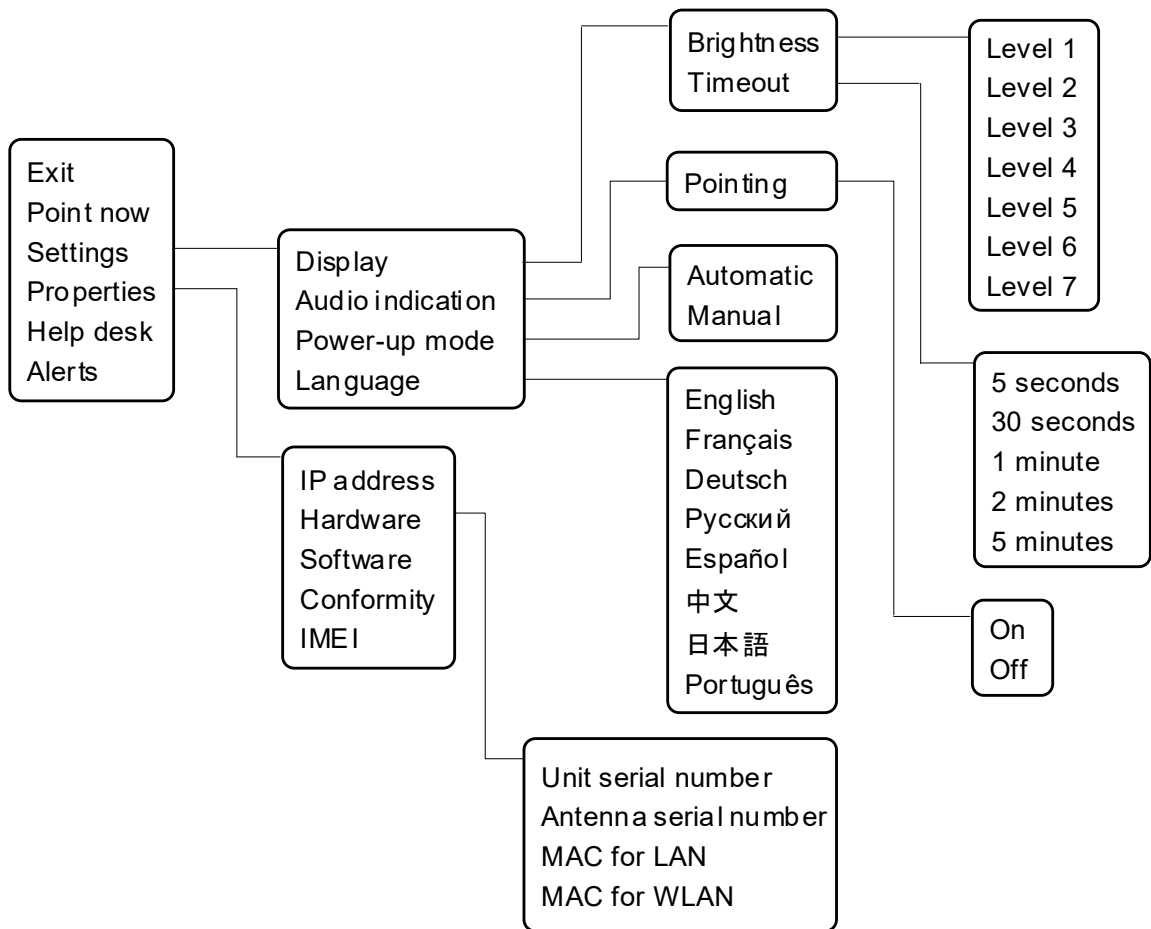 Exit
Point now
Settings
Properties
Help desk
Alerts
Display
Audio indication
Power-up mode
Language
IP address
Hardware
Software
Conformity
IMEI
Brightness
Timeout
Pointing
Automatic
Manual
English
Français
Deutsch
Русский
Español
中文
日本語
Português
Unit serial number
Antenna serial number
MAC for LAN
MAC for WLAN
Level 1
Level 2
Level 3
Level 4
Level 5
Level 6
Level 7
5 seconds
30 seconds
1 minute
2 minutes
5 minutes
On
Off